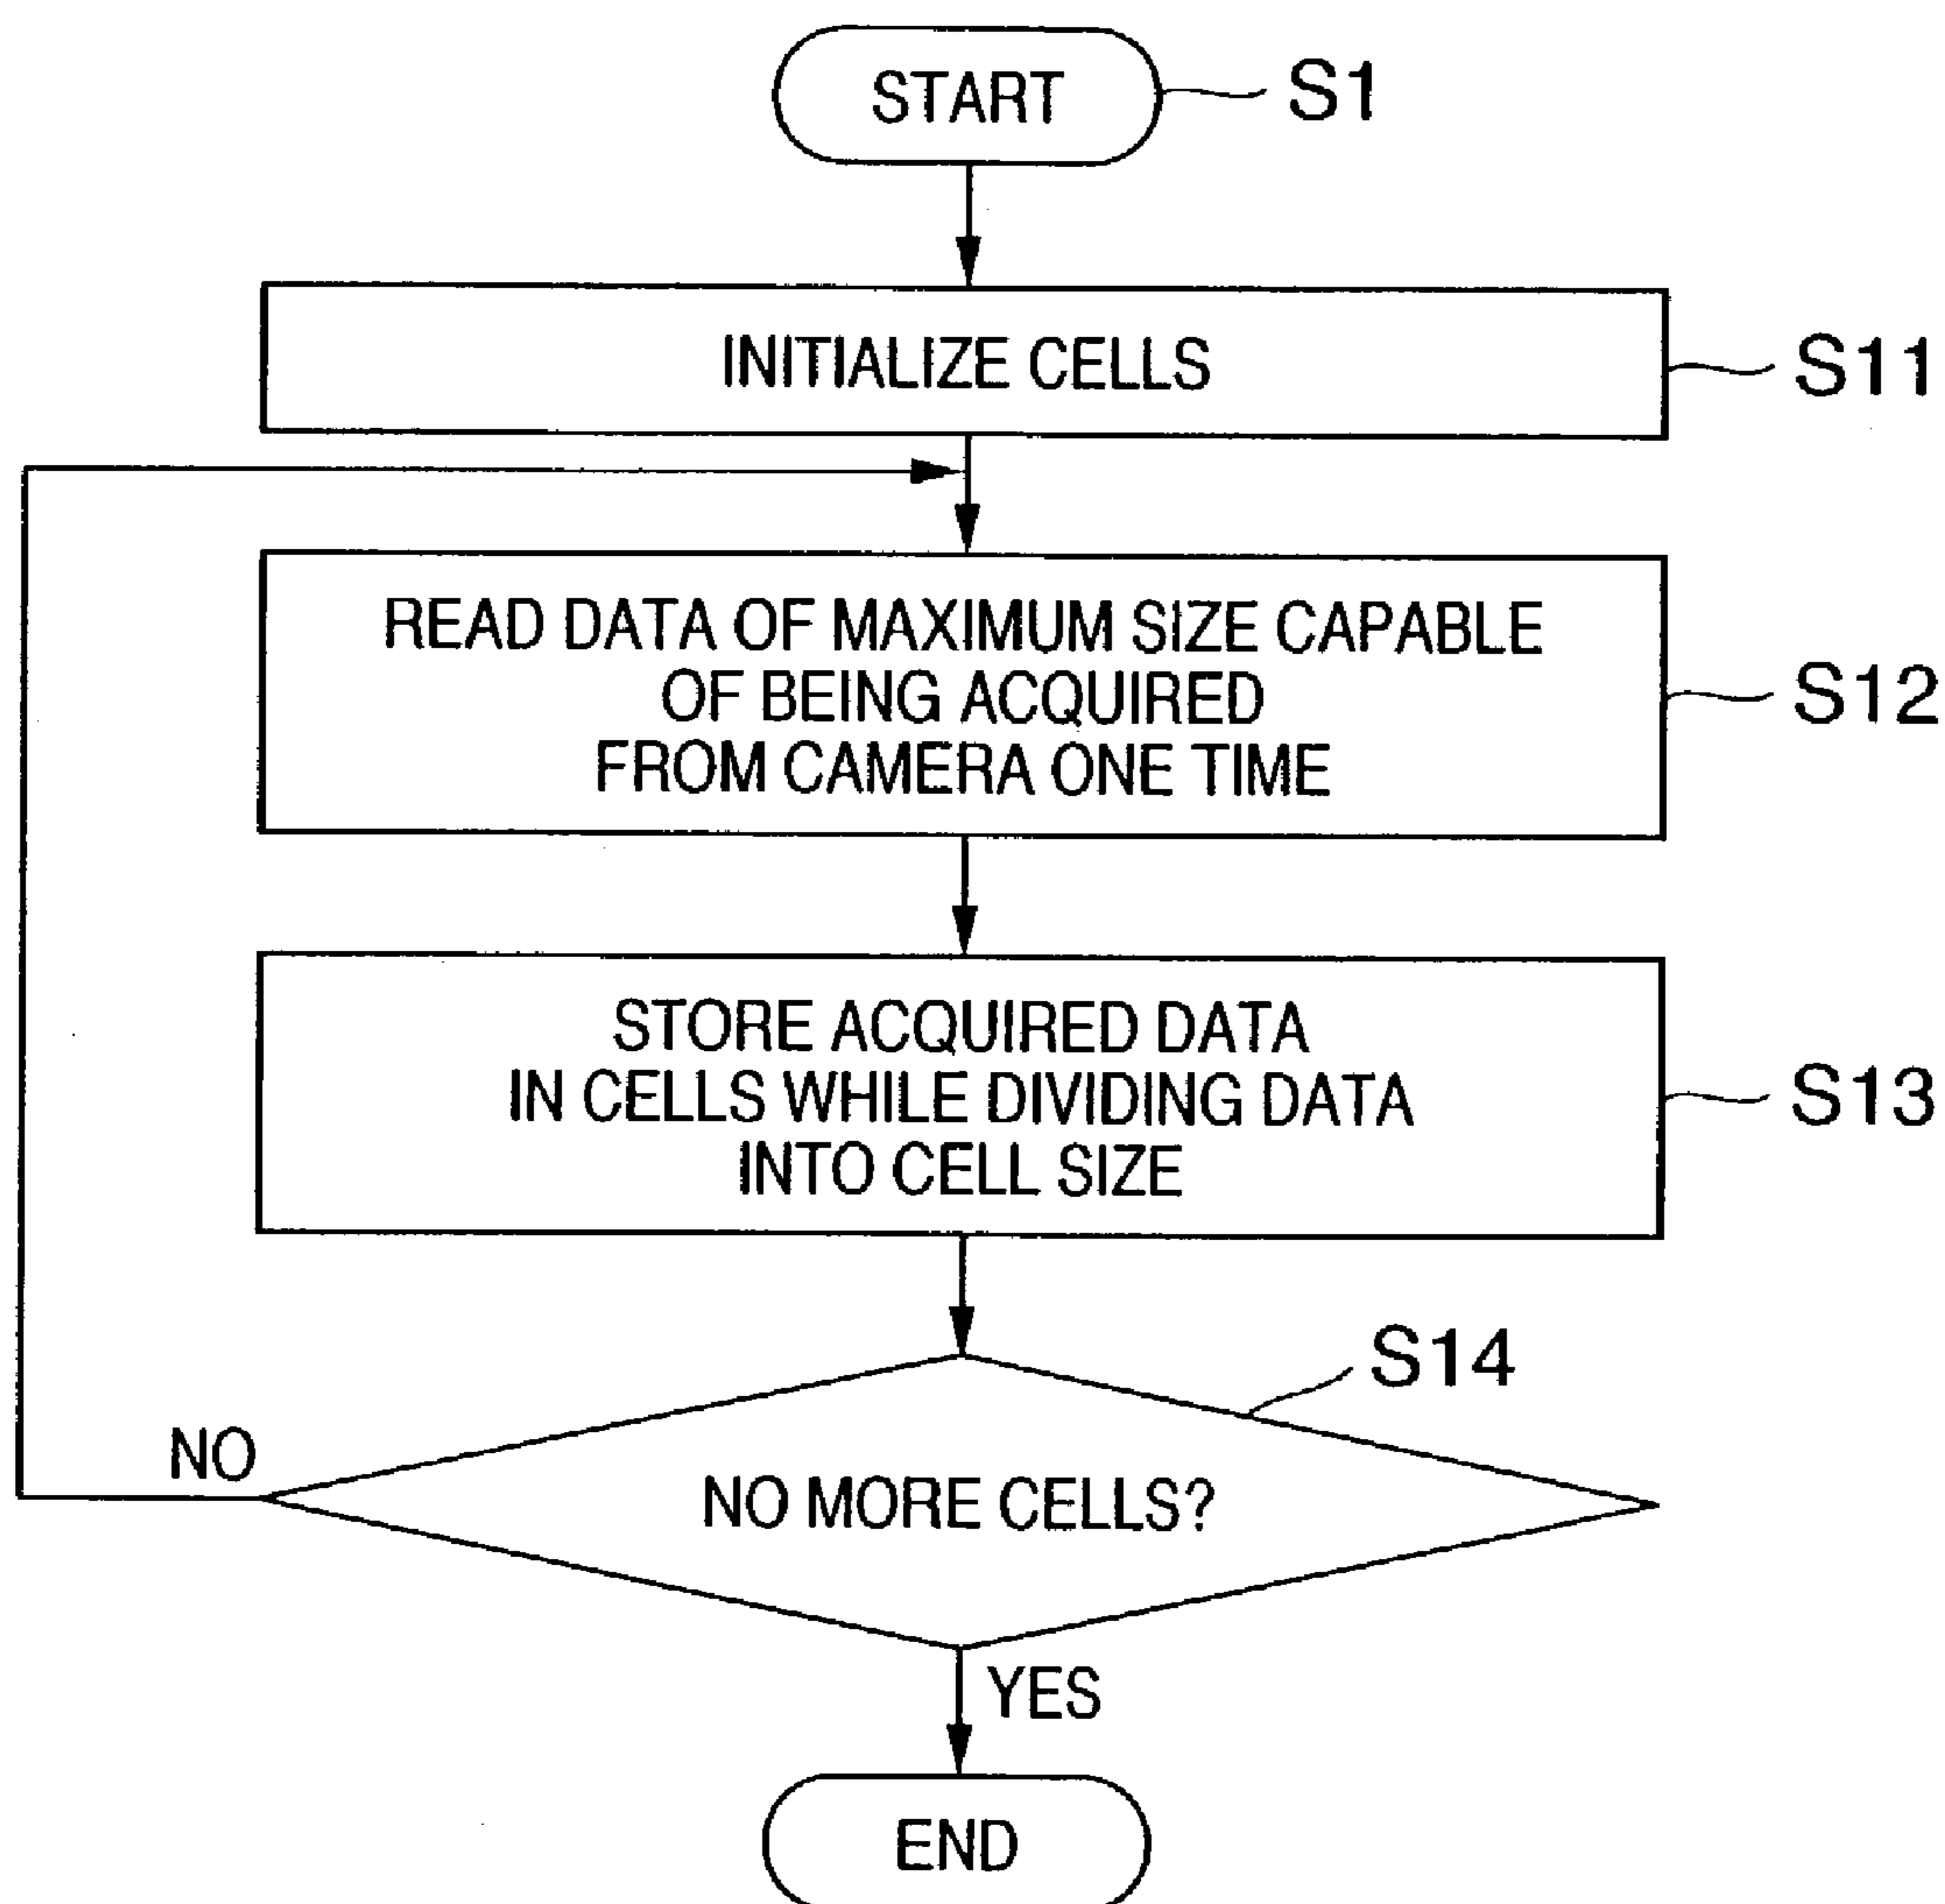 START
S1
INITIALIZE CELLS
S11
READ DATA OF MAXIMUM SIZE CAPABLE
OF BEING ACQUIRED
FROM CAMERA ONE TIME
S12
STORE ACQUIRED DATA
IN CELLS WHILE DIVIDING DATA
INTO CELL SIZE
S13
S14
NO
NO MORE CELLS?
YES
END